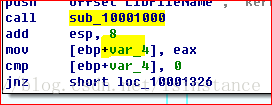 push offset LibFileName ; "Ker
call sub_10001000
add esp, 8
mov [ebp+var_4], eax
cmp [ebp+var_4], 0
jnz short loc_10001326